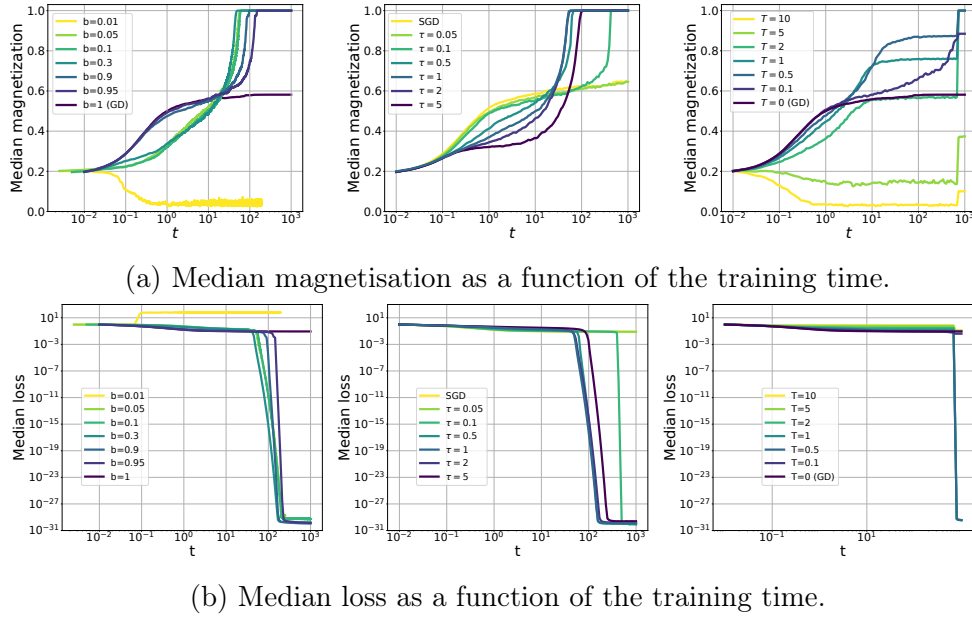 Median magnetization
1.0
0.8
0.6
0.4
0.2
0.0
b=0.01
b=0.05
b=0.1
b=0.3
b=0.9
b=0.95
b=1 (GD)
10⁻² 10⁻¹ 10⁰ 10¹ 10² 10³
t
Median magnetization
1.0
0.8
0.6
0.4
0.2
0.0
SGD
τ = 0.05
τ = 0.1
τ = 0.5
τ = 1
τ = 2
τ = 5
10⁻² 10⁻¹ 10⁰ 10¹ 10² 10³
t
Median magnetization
1.0
0.8
0.6
0.4
0.2
0.0
T = 10
T = 5
T = 2
T = 1
T = 0.5
T = 0.1
T = 0 (GD)
10⁻² 10⁻¹ 10⁰ 10¹ 10² 10³
t
(a) Median magnetisation as a function of the training time.
Median loss
10¹
10⁻³
10⁻⁷
10⁻¹¹
10⁻¹⁵
10⁻¹⁹
10⁻²³
10⁻²⁷
10⁻³¹
b=0.01
b=0.05
b=0.1
b=0.3
b=0.9
b=0.95
b=1
10⁻² 10⁻¹ 10⁰ 10¹ 10² 10³
t
Median loss
10¹
10⁻³
10⁻⁷
10⁻¹¹
10⁻¹⁵
10⁻¹⁹
10⁻²³
10⁻²⁷
10⁻³¹
SGD
τ = 0.05
τ = 0.1
τ = 0.5
τ = 1
τ = 2
τ = 5
10⁻² 10⁻¹ 10⁰ 10¹ 10² 10³
t
Median loss
10¹
10⁻³
10⁻⁷
10⁻¹¹
10⁻¹⁵
10⁻¹⁹
10⁻²³
10⁻²⁷
10⁻³¹
T=10
T=5
T=2
T=1
T=0.5
T=0.1
T=0 (GD)
10⁻¹ 10¹ 10³
t
(b) Median loss as a function of the training time.